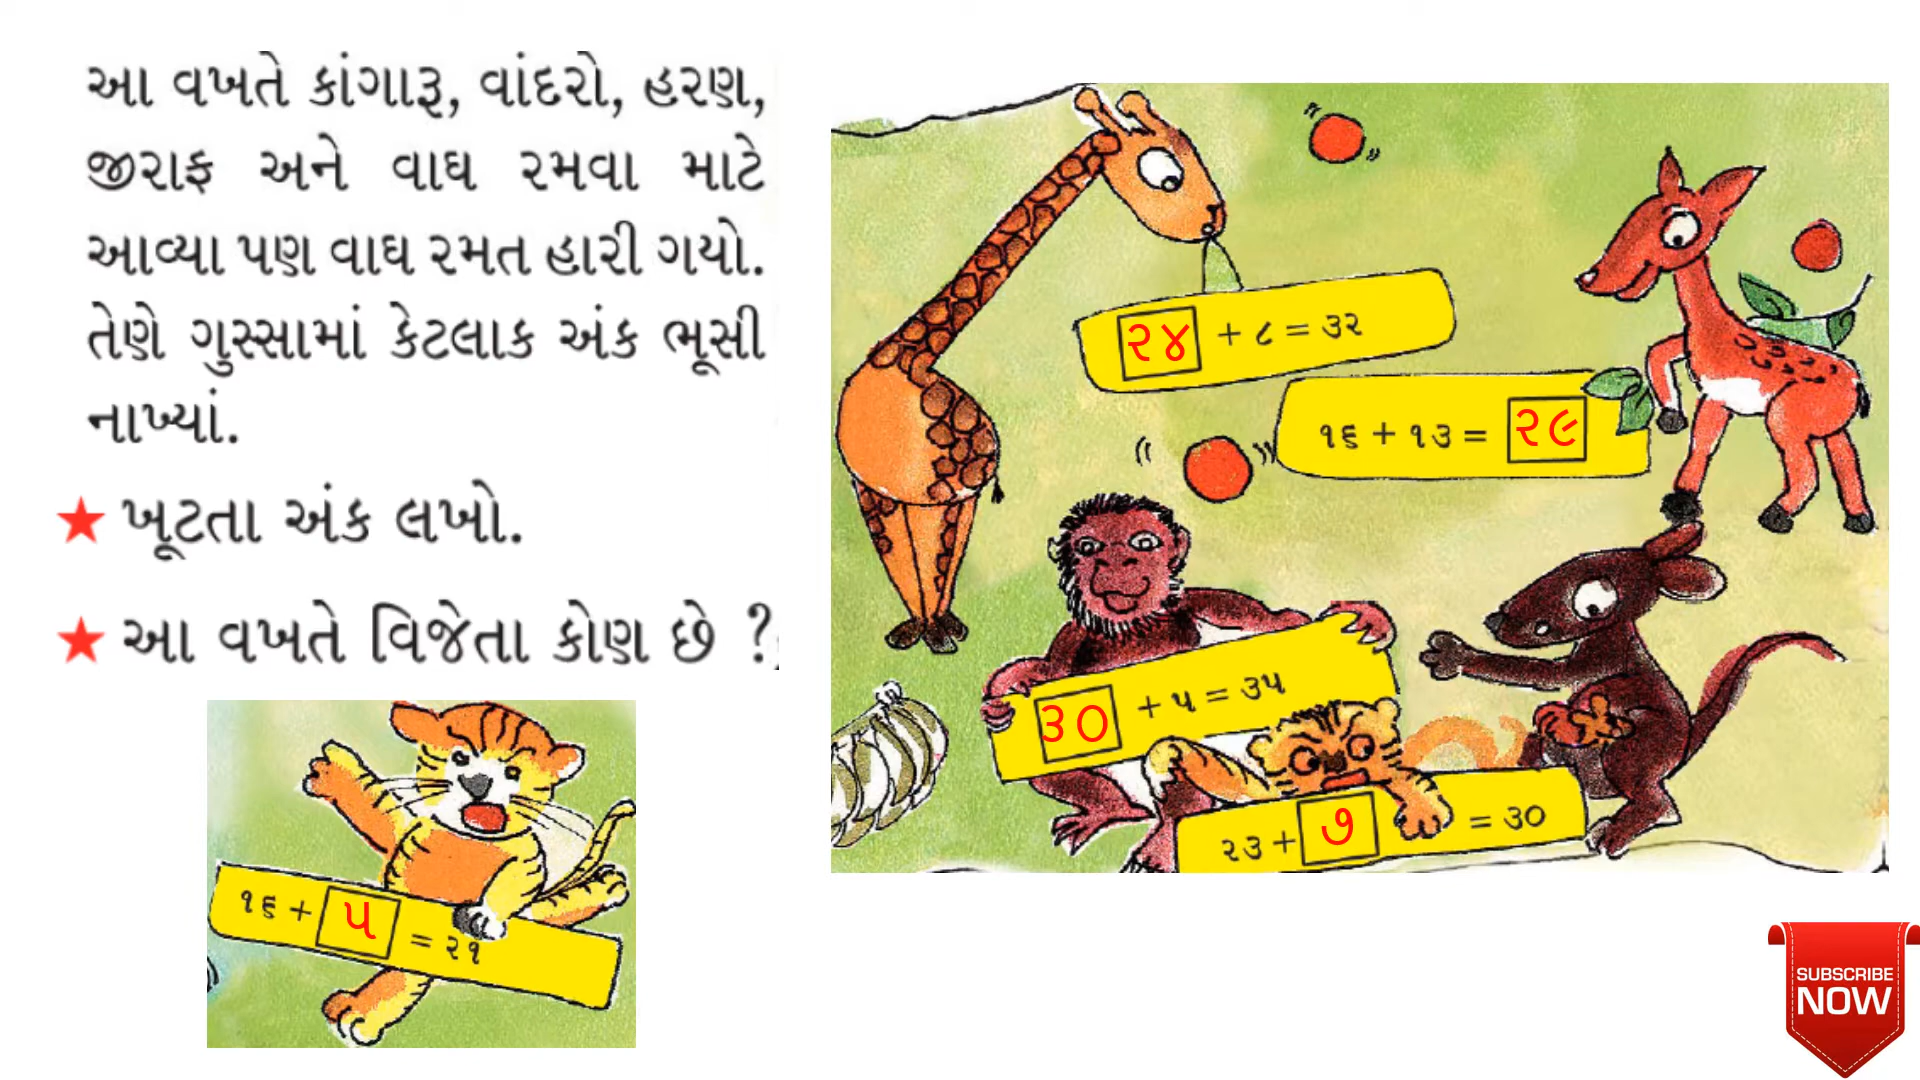 આ વખતે કાંગારૂ, વાંદરો, હરણ,
જીરાફ અને વાઘ રમવા માટે
આવ્યા પણ વાઘ રમત હારી ગયો.
તેણે ગુસ્સામાં કેટલાક અંક ભૂસી
નાખ્યાં.
★ ખૂટતા અંક લખો.
★ આ વખતે વિજેતા કોણ છે ?
૧૬ + ૫ = ૨૧
૨૪ + ૮ = ૩૨
૧૬ + ૧૩ = ૨૯
૩૦ + ૫ = ૩૫
૨૩ + ૭ = ૩૦
SUBSCRIBE
NOW